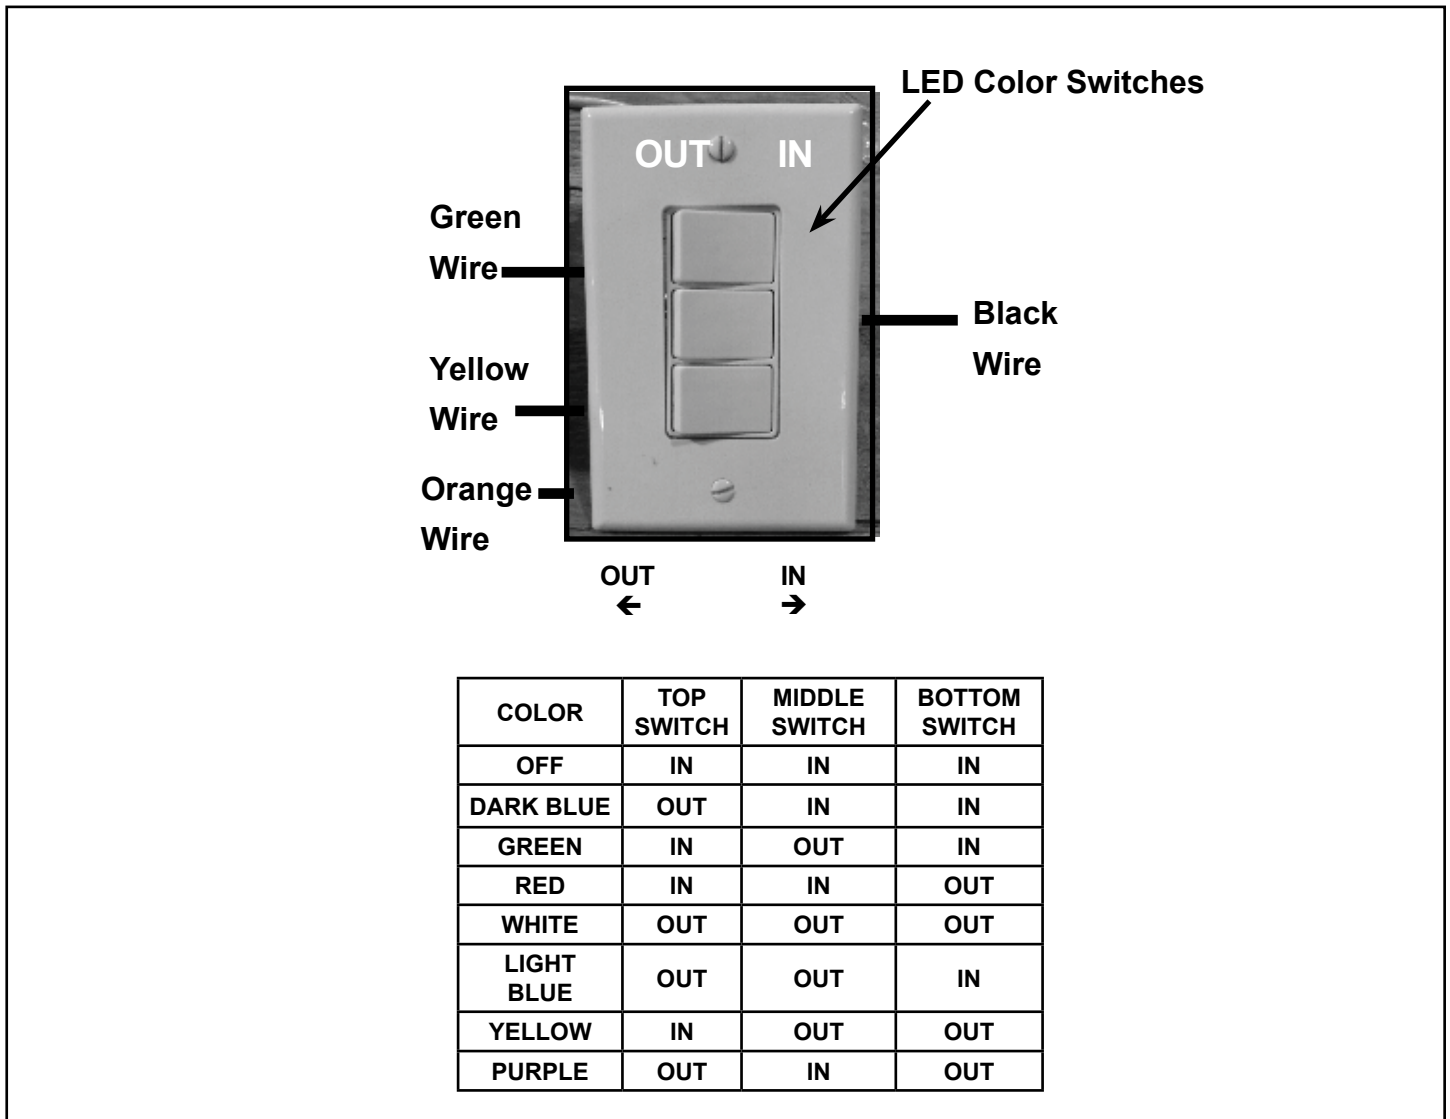 LED Color Switches
OUT IN
Green
Wire
Yellow
Wire
Orange
Wire
Black
Wire
OUT IN
← →
COLOR TOP SWITCH MIDDLE SWITCH BOTTOM SWITCH
OFF IN IN IN
DARK BLUE OUT IN IN
GREEN IN OUT IN
RED IN IN OUT
WHITE OUT OUT OUT
LIGHT BLUE OUT OUT IN
YELLOW IN OUT OUT
PURPLE OUT IN OUT